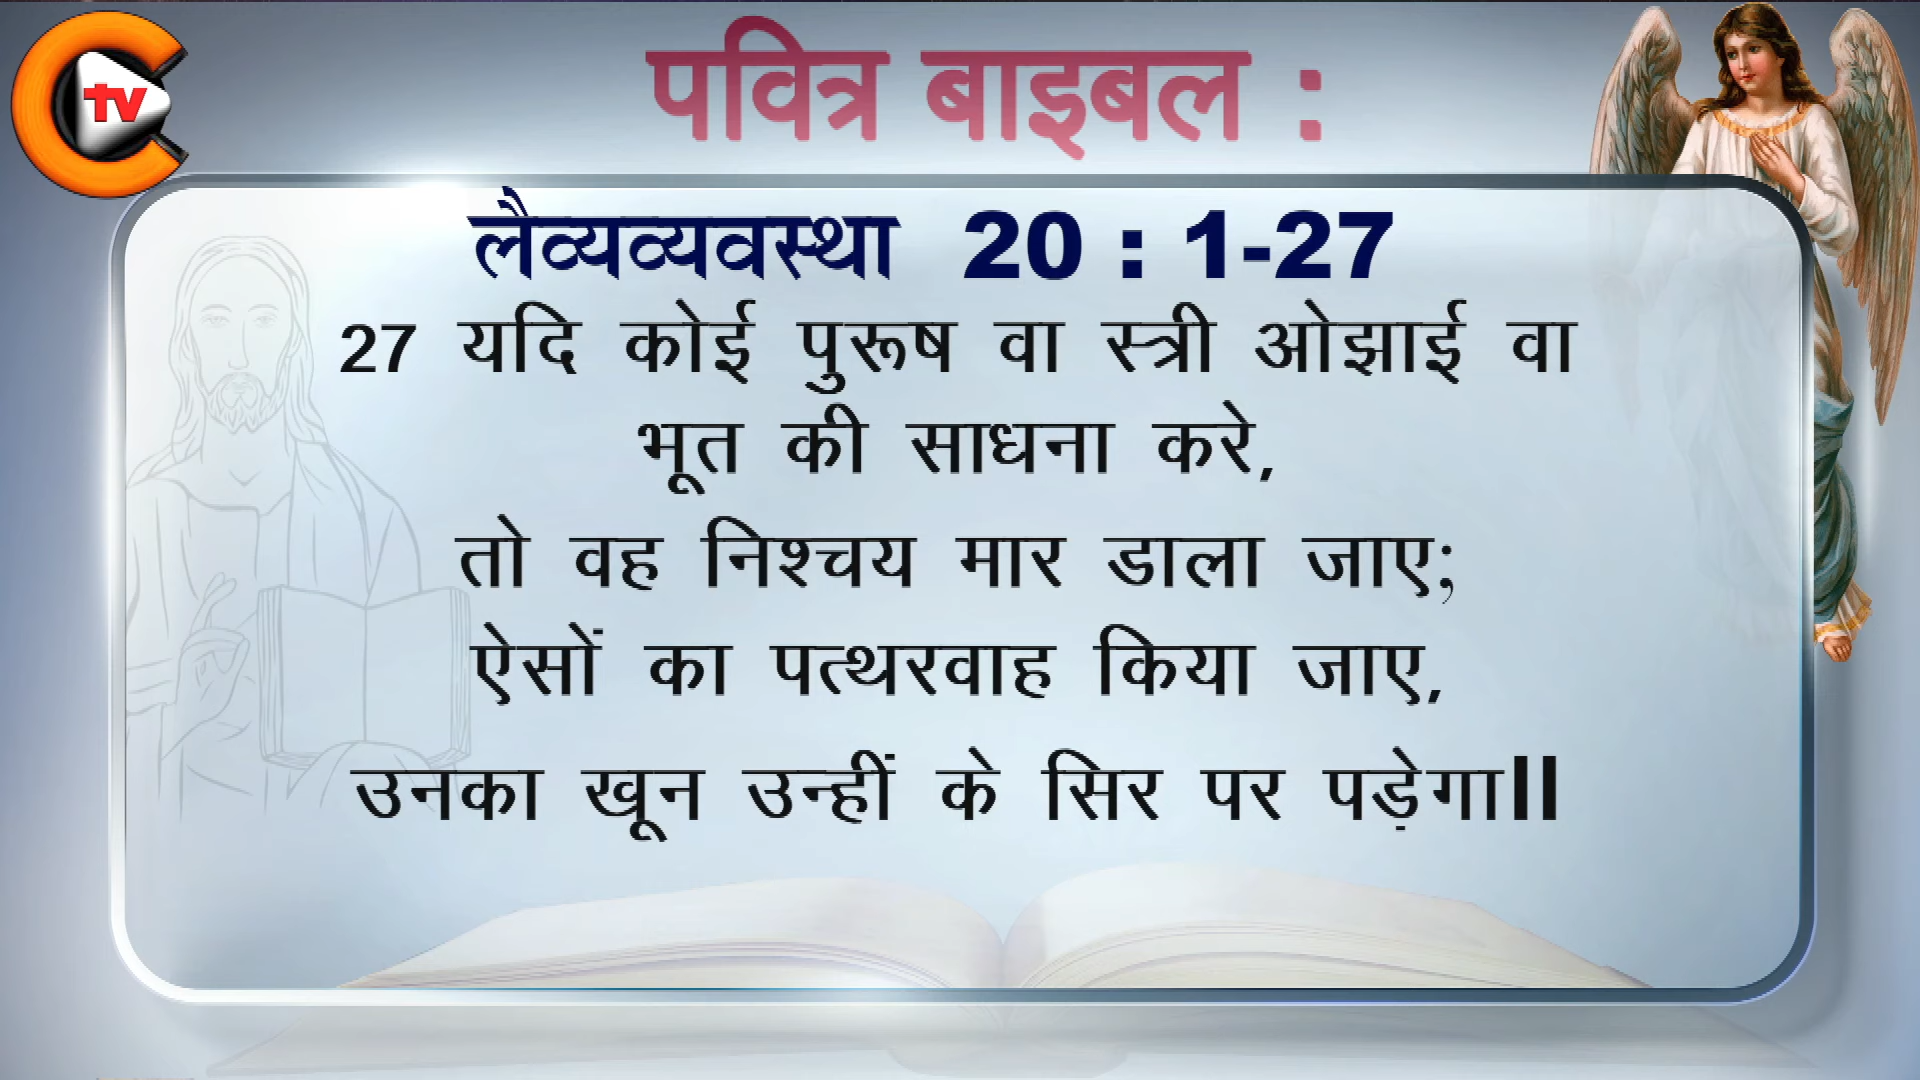 tv
पवित्र बाइबल :
लैव्यव्यवस्था 20 : 1-27
27 यदि कोई पुरूष वा स्त्री ओझाई वा
भूत की साधना करे,
तो वह निश्चय मार डाला जाए;
ऐसों का पत्थरवाह किया जाए,
उनका खून उन्हीं के सिर पर पड़ेगा॥